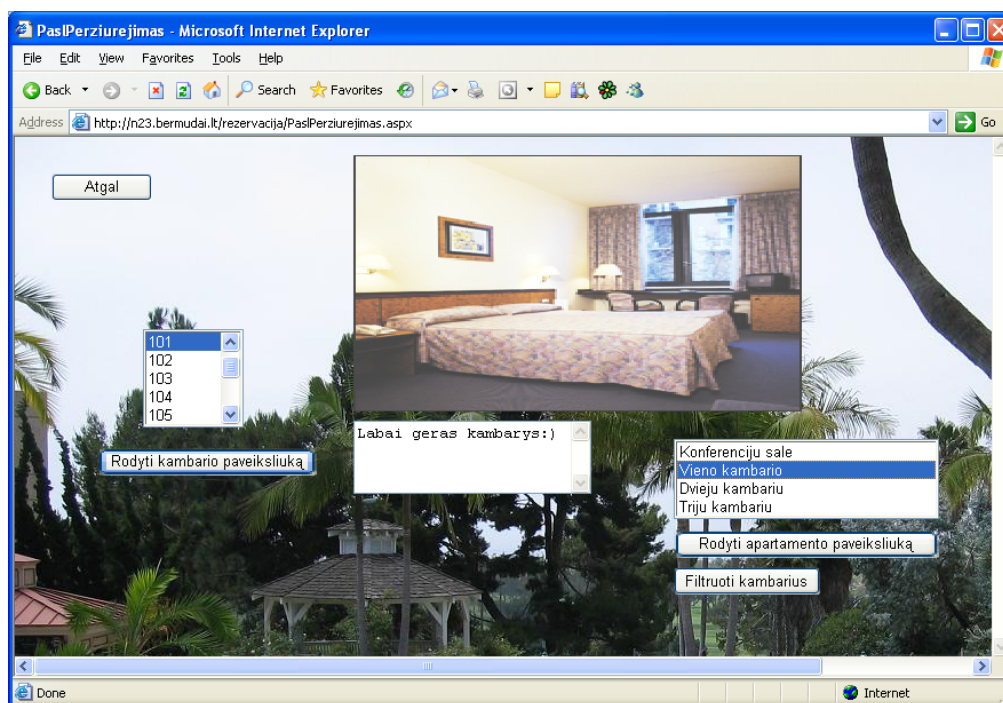 PaslPerziurejimas - Microsoft Internet Explorer
File Edit View Favorites Tools Help
Back Search Favorites
Address http://n23.bermudai.lt/rezervacija/PaslPerziurejimas.aspx Go
Atgal
101
102
103
104
105
Rodyti kambario paveiksliuką
Labai geras kambarys:)
Konferenciju sale
Vieno kambario
Dvieju kambariu
Triju kambariu
Rodyti apartamento paveiksliuką
Filtruoti kambarius
Done Internet